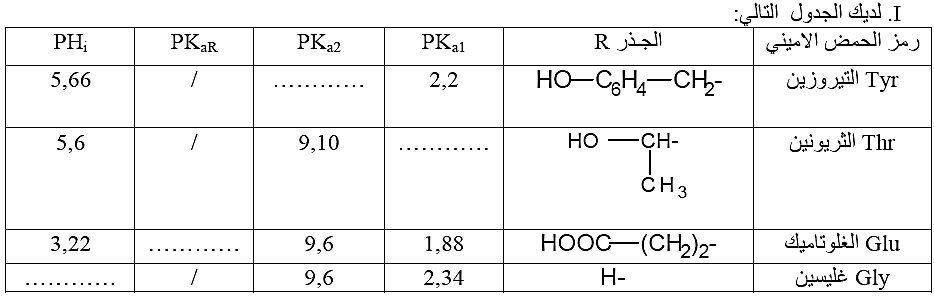 I. لديك الجدول التالي:
رمز الحمض الاميني الجـذر R PKa1 PKa2 PKaR PHi
Tyr التيروزين HO—C6H4—CH2- 2,2 ………… / 5,66
Thr الثريونين HO —CH- ………… 9,10 / 5,6
CH3
Glu الغلوتاميك HOOC—(CH2)2- 1,88 9,6 ………… 3,22
Gly غليسين H- 2,34 9,6 / …………